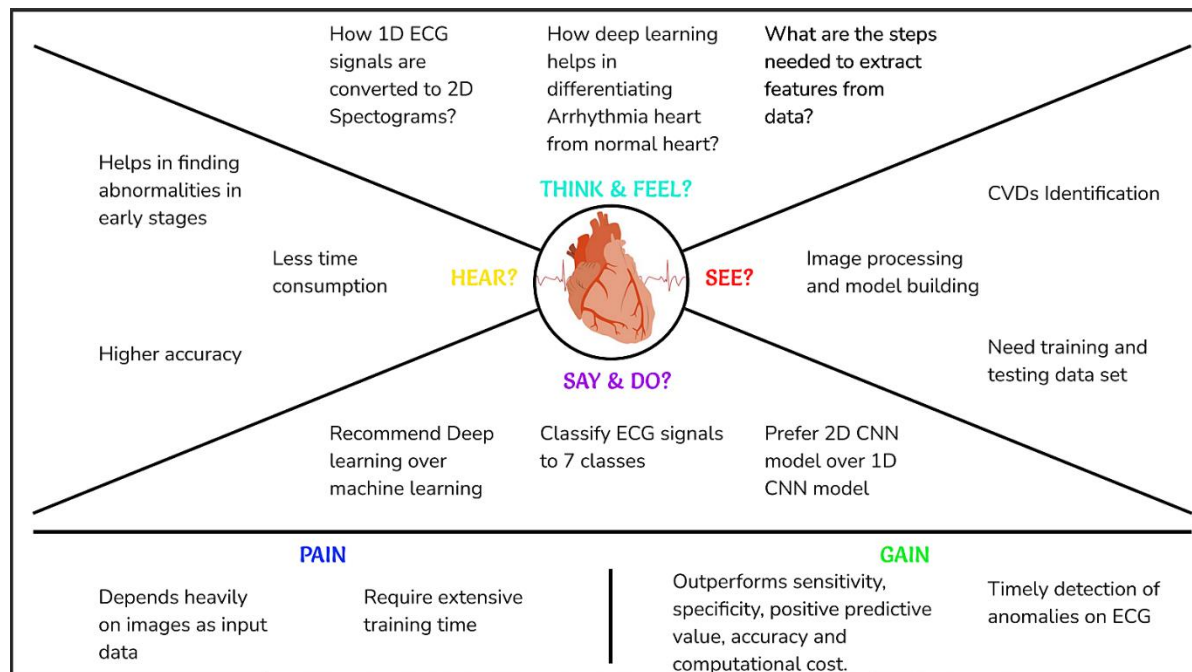 How 1D ECG
signals are
converted to 2D
Spectograms?
How deep learning
helps in
differentiating
Arrhythmia heart
from normal heart?
What are the steps
needed to extract
features from
data?
THINK & FEEL?
Helps in finding
abnormalities in
early stages
Less time
consumption
Higher accuracy
HEAR?
SEE?
CVDs Identification
Image processing
and model building
Need training and
testing data set
SAY & DO?
Recommend Deep
learning over
machine learning
Classify ECG signals
to 7 classes
Prefer 2D CNN
model over 1D
CNN model
PAIN
Depends heavily
on images as input
data
Require extensive
training time
GAIN
Outperforms sensitivity,
specificity, positive predictive
value, accuracy and
computational cost.
Timely detection of
anomalies on ECG